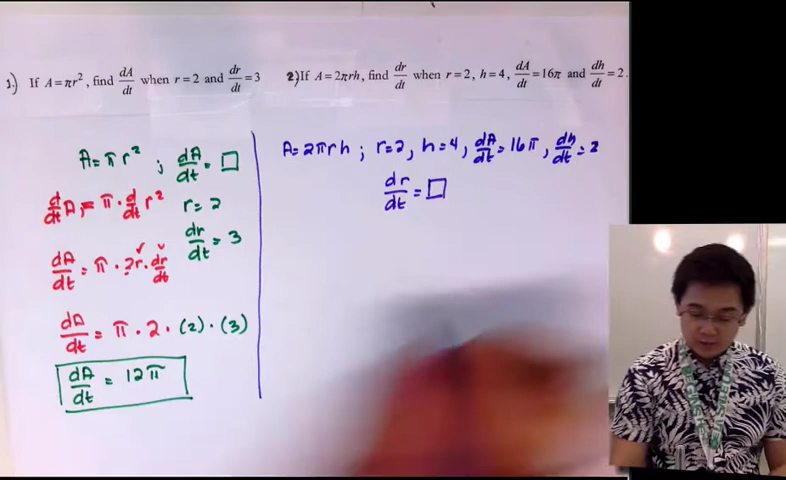 1.) If A = πr², find dA/dt when r = 2 and dr/dt = 3
2) If A = 2πrh, find dr/dt when r = 2, h = 4, dA/dt = 16π and dh/dt = 2.
A = π r² ; dA/dt = □
d/dt A = π · d/dt r²
r = 2
dr/dt = 3
dA/dt = π · 2r · dr/dt
dA/dt = π · 2 · (2) · (3)
dA/dt = 12π
A = 2πrh ; r = 2, h = 4, dA/dt = 16π, dh/dt = 2
dr/dt = □